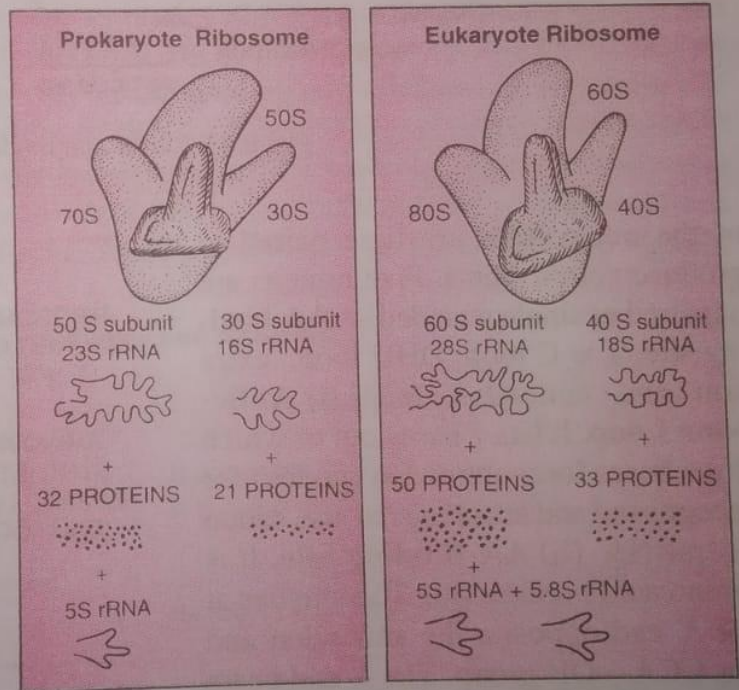 Prokaryote Ribosome
50S
70S
30S
50 S subunit
23S rRNA
30 S subunit
16S rRNA
+
+
32 PROTEINS
21 PROTEINS
+
5S rRNA
Eukaryote Ribosome
60S
80S
40S
60 S subunit
28S rRNA
40 S subunit
18S rRNA
+
+
50 PROTEINS
33 PROTEINS
+
5S rRNA + 5.8S rRNA